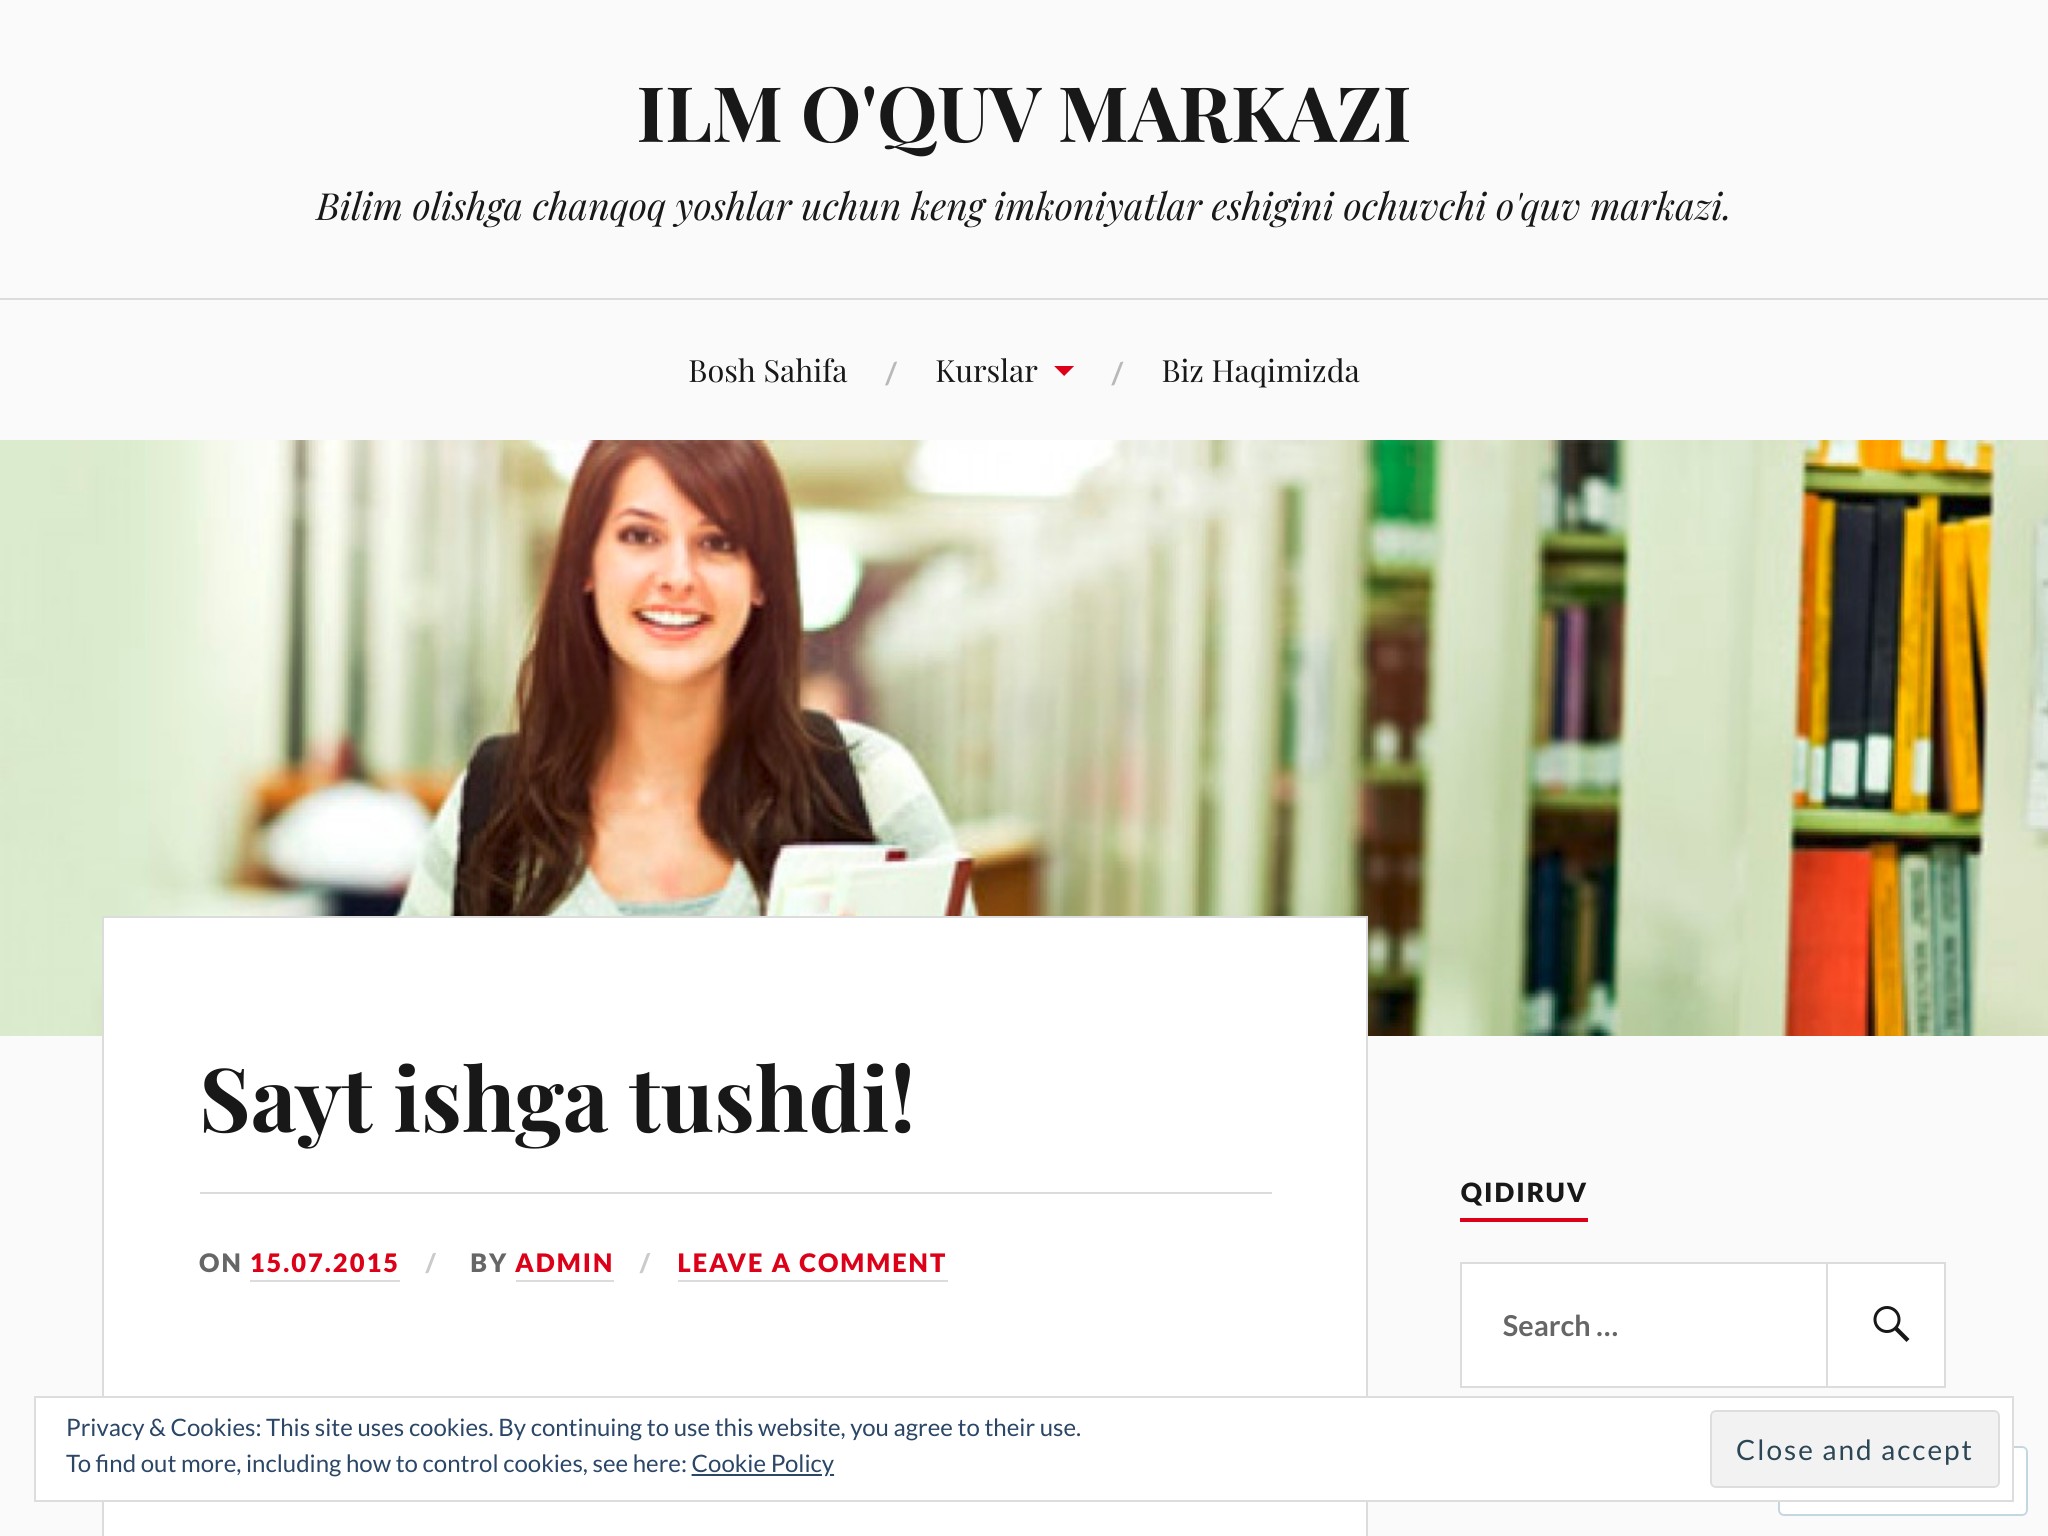 ILM O'QUV MARKAZI
Bilim olishga chanqoq yoshlar uchun keng imkoniyatlar eshigini ochuvchi o'quv markazi.
Bosh Sahifa / Kurslar / Biz Haqimizda
Sayt ishga tushdi!
ON 15.07.2015 / BY ADMIN / LEAVE A COMMENT
QIDIRUV
Search …
Privacy & Cookies: This site uses cookies. By continuing to use this website, you agree to their use.
To find out more, including how to control cookies, see here: Cookie Policy
Close and accept